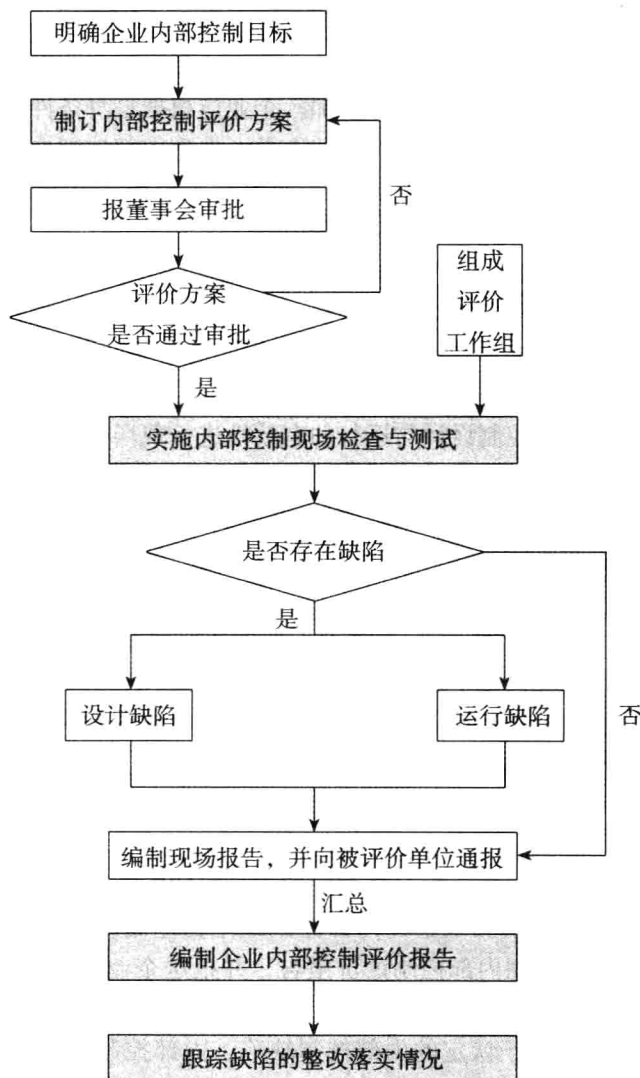 明确企业内部控制目标
制订内部控制评价方案
报董事会审批
否
评价方案
是否通过审批
组成
评价
工作组
是
实施内部控制现场检查与测试
是否存在缺陷
是
设计缺陷
运行缺陷
否
编制现场报告，并向被评价单位通报
汇总
编制企业内部控制评价报告
跟踪缺陷的整改落实情况